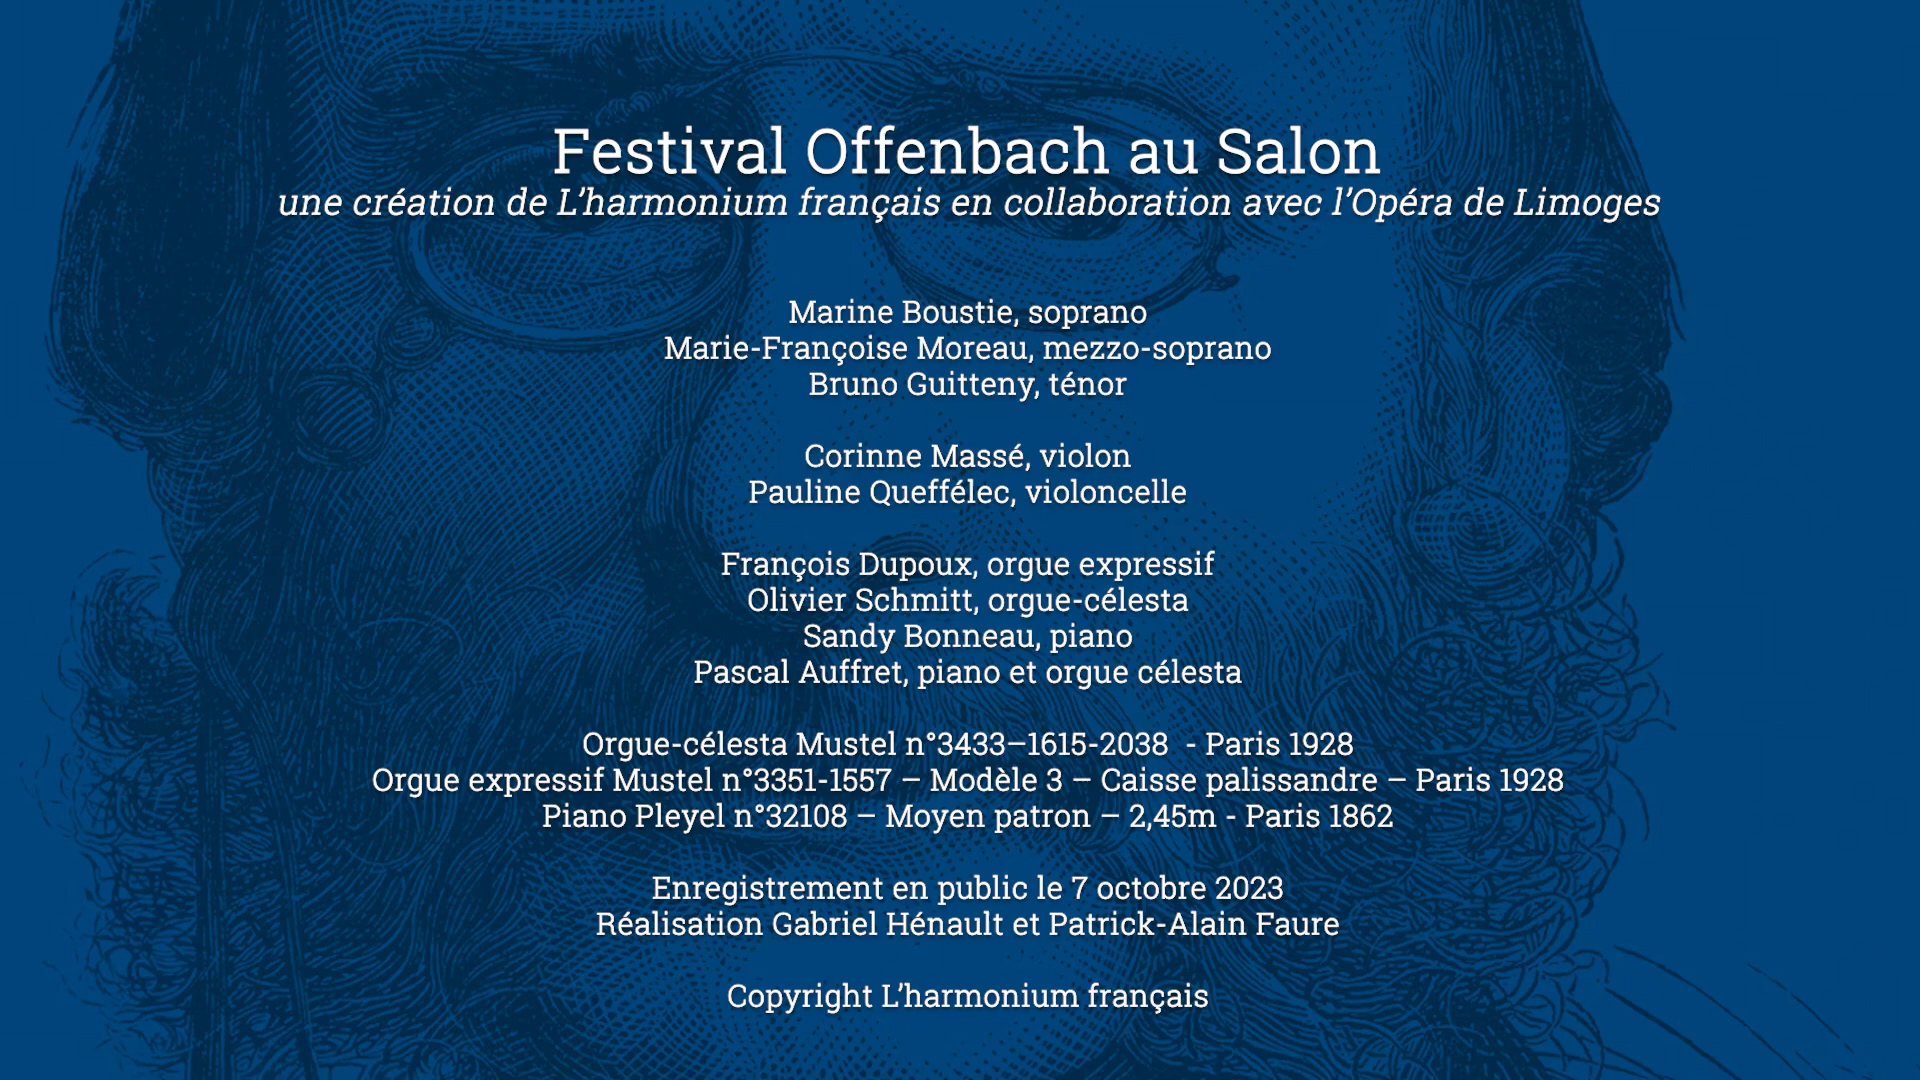 Festival Offenbach au Salon
une création de L’harmonium français en collaboration avec l’Opéra de Limoges
Marine Boustie, soprano
Marie-Françoise Moreau, mezzo-soprano
Bruno Guitteny, ténor
Corinne Massé, violon
Pauline Queffélec, violoncelle
François Dupoux, orgue expressif
Olivier Schmitt, orgue-célesta
Sandy Bonneau, piano
Pascal Auffret, piano et orgue célesta
Orgue-célesta Mustel n°3433–1615-2038  - Paris 1928
Orgue expressif Mustel n°3351-1557 – Modèle 3 – Caisse palissandre – Paris 1928
Piano Pleyel n°32108 – Moyen patron – 2,45m - Paris 1862
Enregistrement en public le 7 octobre 2023
Réalisation Gabriel Hénault et Patrick-Alain Faure
Copyright L’harmonium français